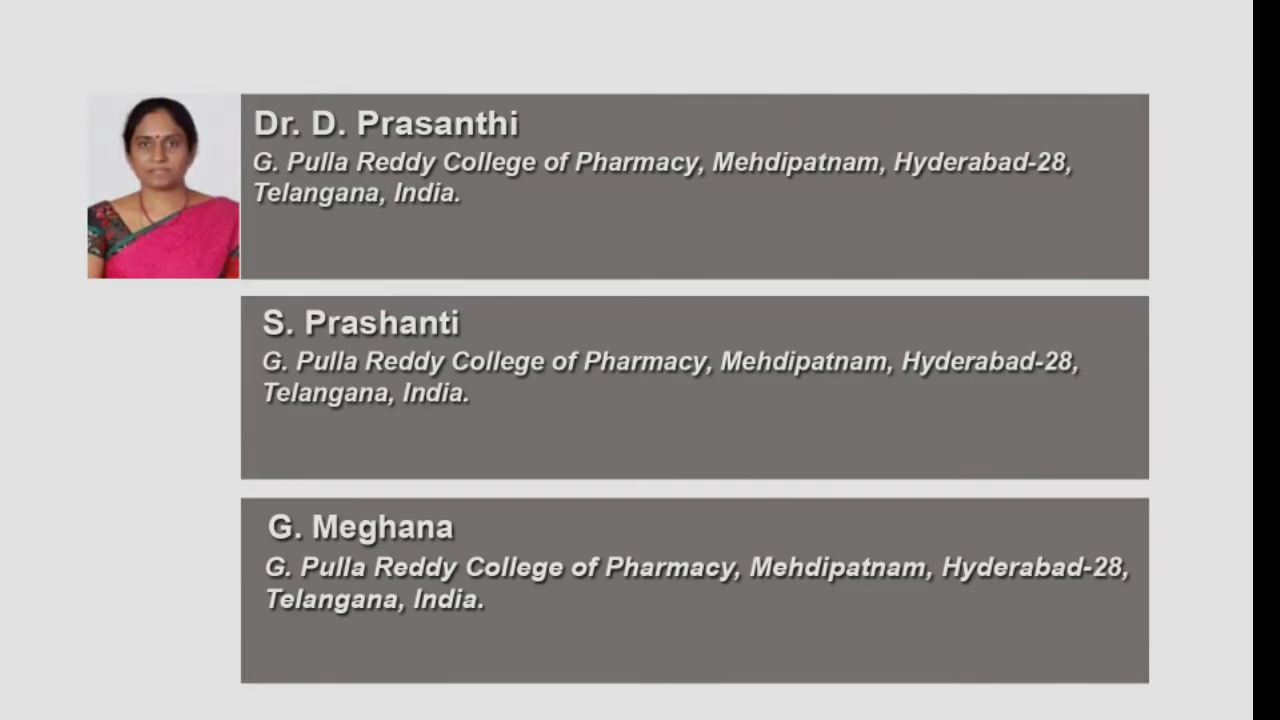 Dr. D. Prasanthi
G. Pulla Reddy College of Pharmacy, Mehdipatnam, Hyderabad-28,
Telangana, India.
S. Prashanti
G. Pulla Reddy College of Pharmacy, Mehdipatnam, Hyderabad-28,
Telangana, India.
G. Meghana
G. Pulla Reddy College of Pharmacy, Mehdipatnam, Hyderabad-28,
Telangana, India.